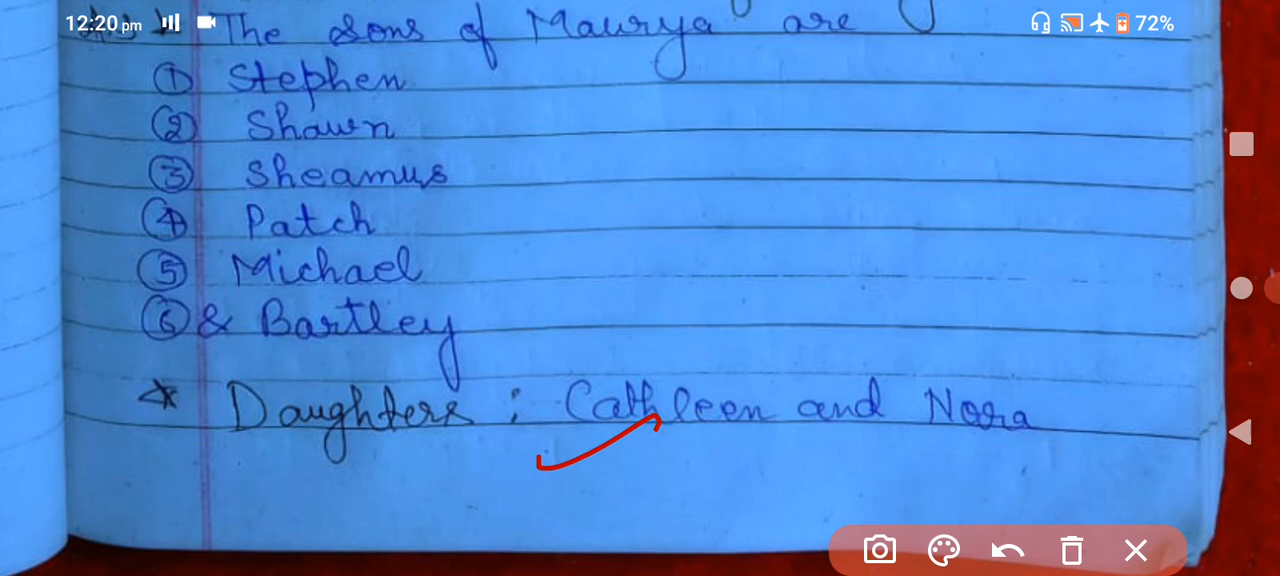 12:20 pm 72%
The sons of Maurya are
① Stephen
② Shawn
③ Sheamus
④ Patch
⑤ Michael
⑥ & Bartley
* Daughters : Cathleen and Nora